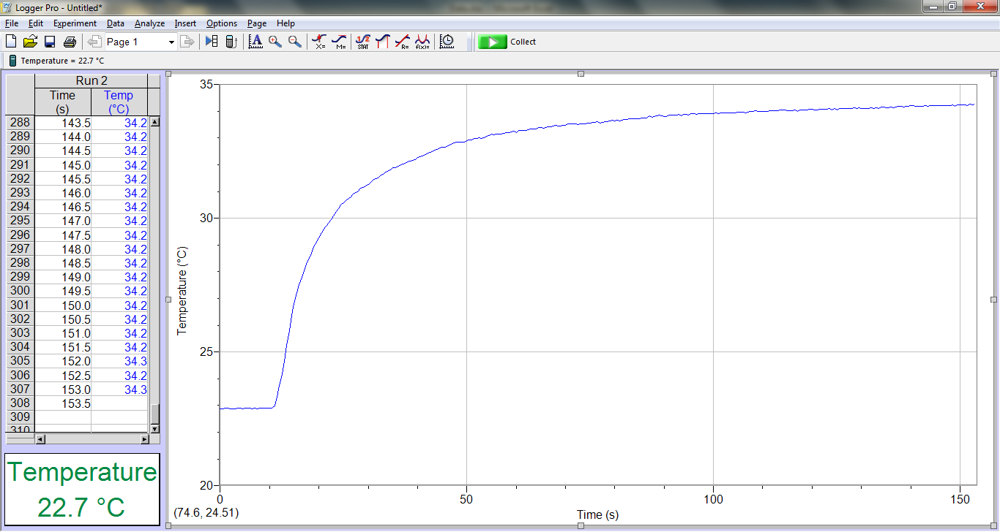 Logger Pro - Untitled*
File Edit Experiment Data Analyze Insert Options Page Help
Page 1 X= M= STAT R= f(x)= Collect
Temperature = 22.7 °C
Run 2
Time Temp
(s) (°C)
288 143.5 34.2
289 144.0 34.2
290 144.5 34.2
291 145.0 34.2
292 145.5 34.2
293 146.0 34.2
294 146.5 34.2
295 147.0 34.2
296 147.5 34.2
297 148.0 34.2
298 148.5 34.2
299 149.0 34.2
300 149.5 34.2
301 150.0 34.2
302 150.5 34.2
303 151.0 34.2
304 151.5 34.2
305 152.0 34.3
306 152.5 34.2
307 153.0 34.3
308 153.5
309
310
Temperature
22.7 °C
35
30
25
20
Temperature (°C)
0 50 100 150
(74.6, 24.51)
Time (s)